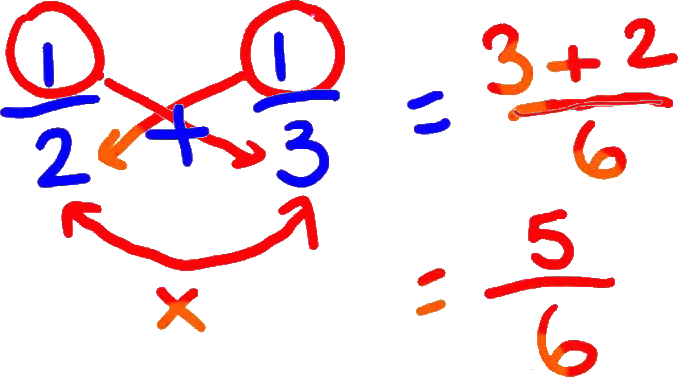 1/2 + 1/3 = (3+2)/6
×
= 5/6